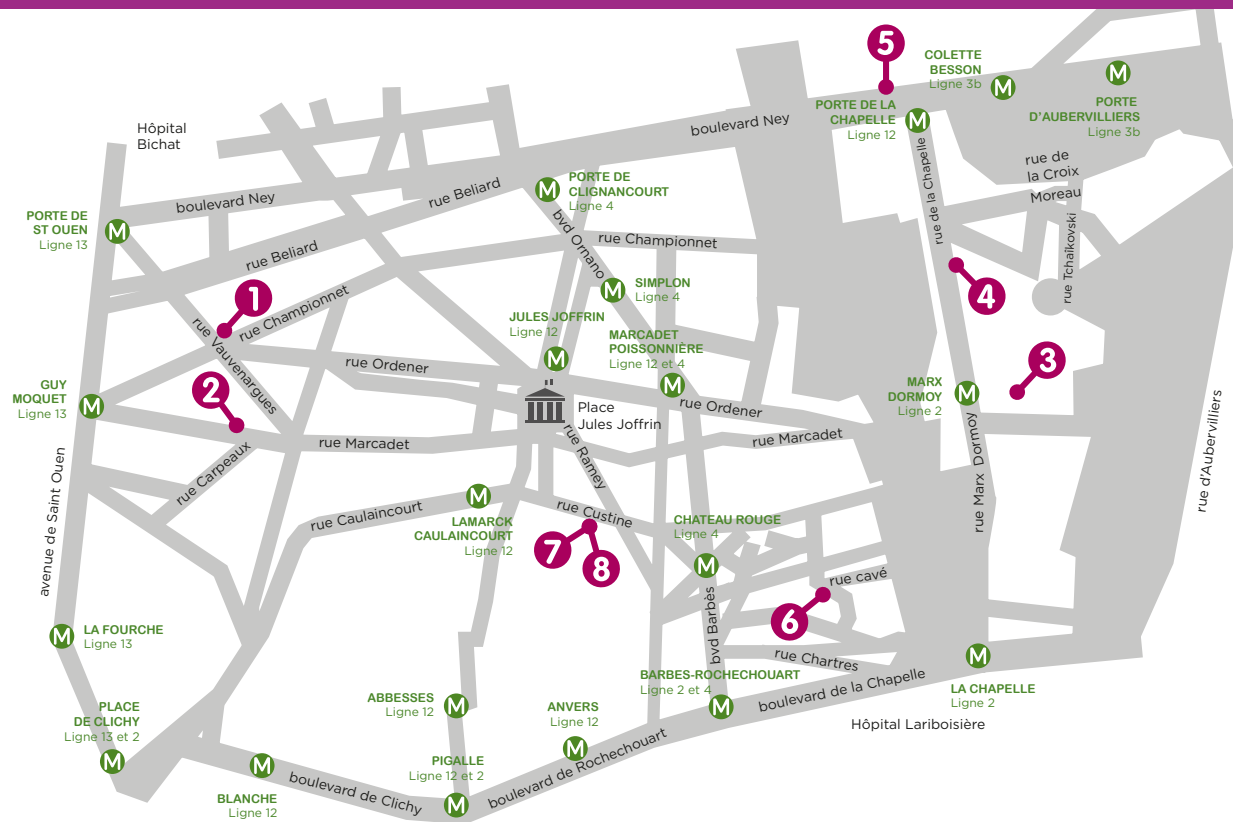 5
COLETTE
BESSON
Ligne 3b
M
M
PORTE DE LA
CHAPELLE
Ligne 12
M
PORTE
D'AUBERVILLIERS
Ligne 3b
Hôpital
Bichat
boulevard Ney
rue de la Chapelle
rue de
la Croix
Moreau
boulevard Ney
rue Beliard
M
PORTE DE
CLIGNANCOURT
Ligne 4
PORTE DE
ST OUEN
Ligne 13
M
rue Beliard
bvd Ornano
rue Championnet
rue Tchaïkovski
1
rue Championnet
M
SIMPLON
Ligne 4
4
rue Vauvenargues
JULES JOFFRIN
Ligne 12
M
MARCADET
POISSONNIÈRE
Ligne 12 et 4
M
3
rue Ordener
GUY
MOQUET
Ligne 13
M
2
Place
Jules Joffrin
rue Ordener
MARX
DORMOY
Ligne 2
M
rue Marcadet
rue Ramey
rue Marcadet
rue Marx Dormoy
rue d'Aubervilliers
avenue de Saint Ouen
rue Carpeaux
rue Caulaincourt
M
LAMARCK
CAULAINCOURT
Ligne 12
rue Custine
7
8
CHATEAU ROUGE
Ligne 4
M
rue cavé
6
bvd Barbès
rue Chartres
M
LA FOURCHE
Ligne 13
M
LA CHAPELLE
Ligne 2
BARBES-ROCHECHOUART
Ligne 2 et 4
M
boulevard de la Chapelle
Hôpital Lariboisière
ABBESSES
Ligne 12
M
ANVERS
Ligne 12
M
PLACE
DE CLICHY
Ligne 13 et 2
M
PIGALLE
Ligne 12 et 2
M
boulevard de Rochechouart
M
BLANCHE
Ligne 12
boulevard de Clichy